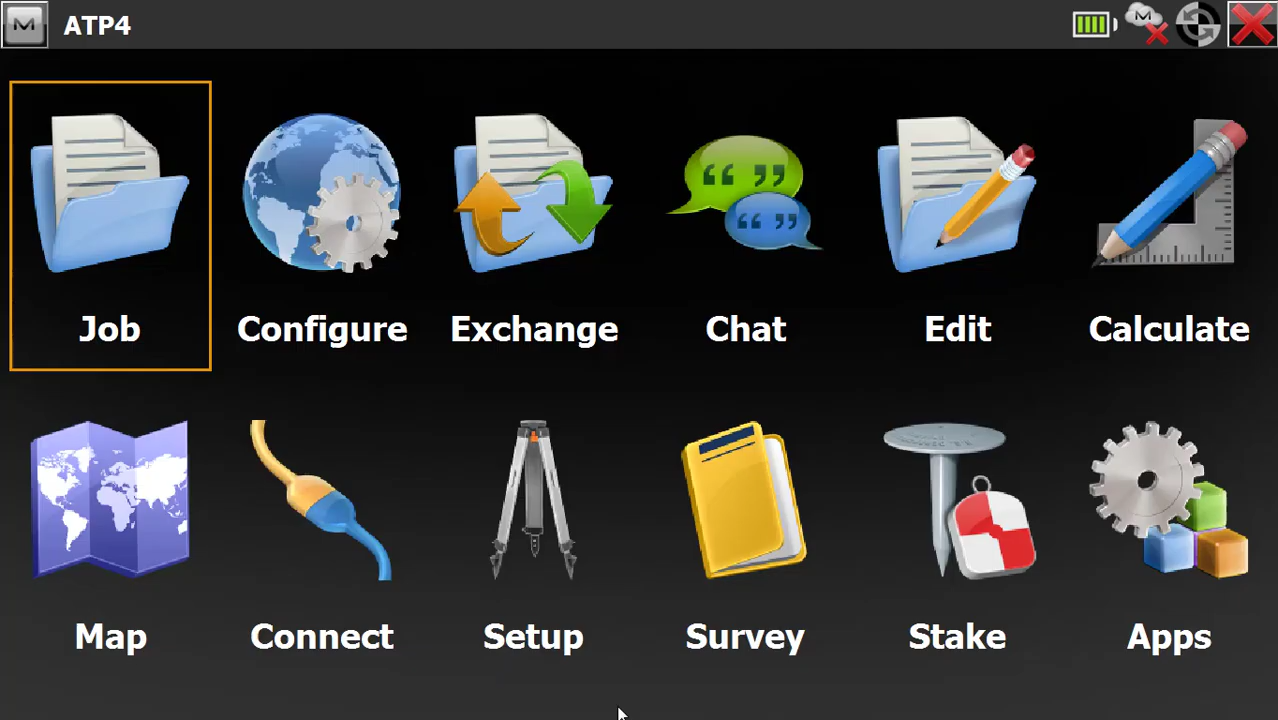 ATP4
Job
Configure
Exchange
Chat
Edit
Calculate
Map
Connect
Setup
Survey
Stake
Apps